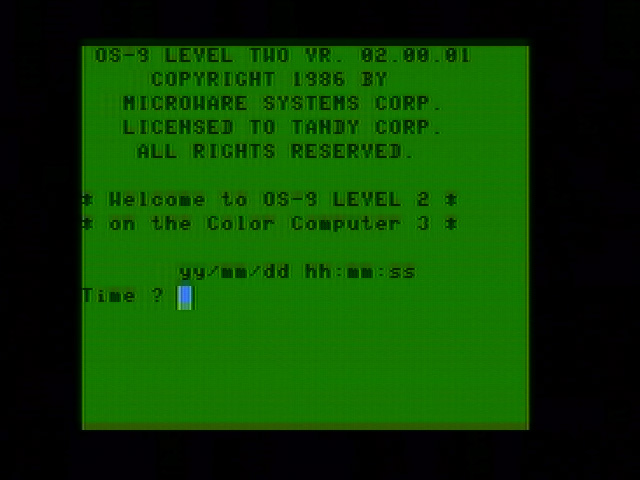 OS-9 LEVEL TWO VR. 02.00.01
COPYRIGHT 1986 BY
MICROWARE SYSTEMS CORP.
LICENSED TO TANDY CORP.
ALL RIGHTS RESERVED.
* Welcome to OS-9 LEVEL 2 *
* on the Color Computer 3 *
yy/mm/dd hh:mm:ss
Time ?